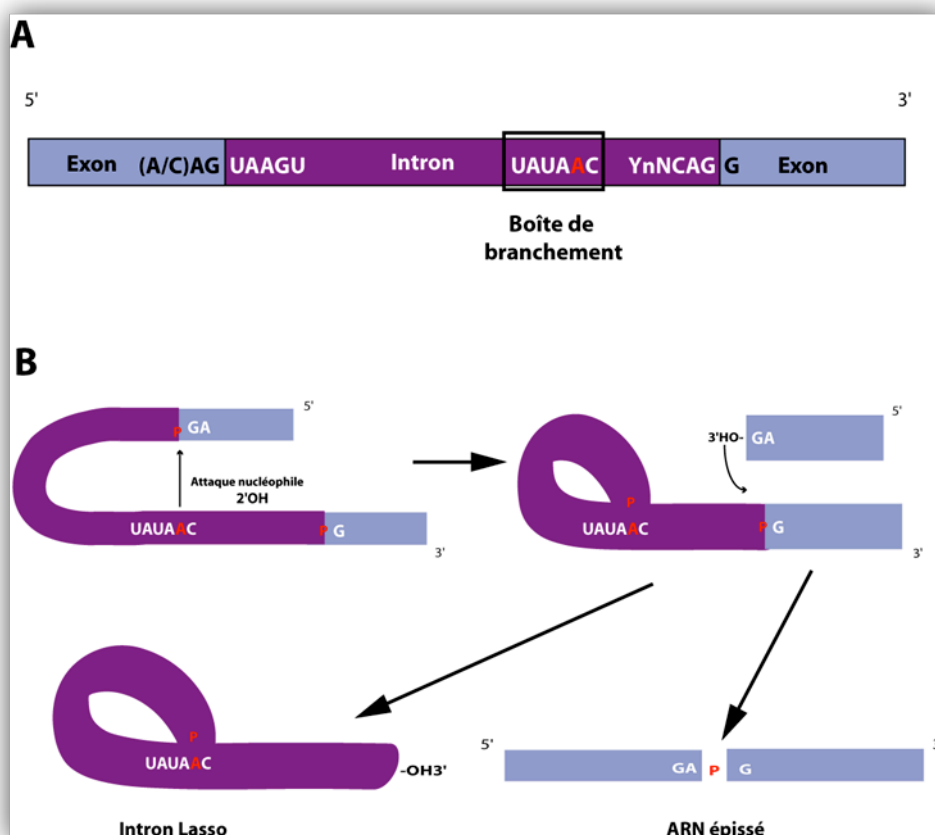 A
5' 3'
Exon (A/C)AG UAAGU Intron UAUAAC YnNCAG G Exon
Boîte de
branchement
B
5'
P GA
Attaque nucléophile
2'OH
UAUAAC P G
3'
5'
3'HO- GA
P
UAUAAC P G
3'
P
UAUAAC
-OH3'
Intron Lasso
5'
GA P G
ARN épissé